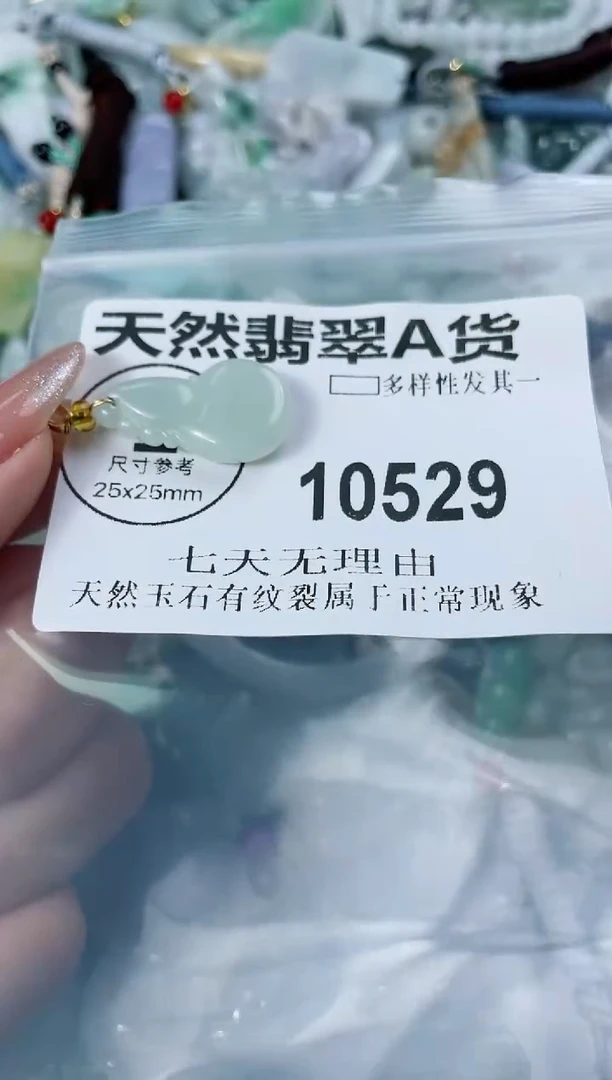 天然翡翠A货
多样性发其一
尺寸参考
25x25mm
10529
七天无理由
天然玉石有纹裂属于正常现象